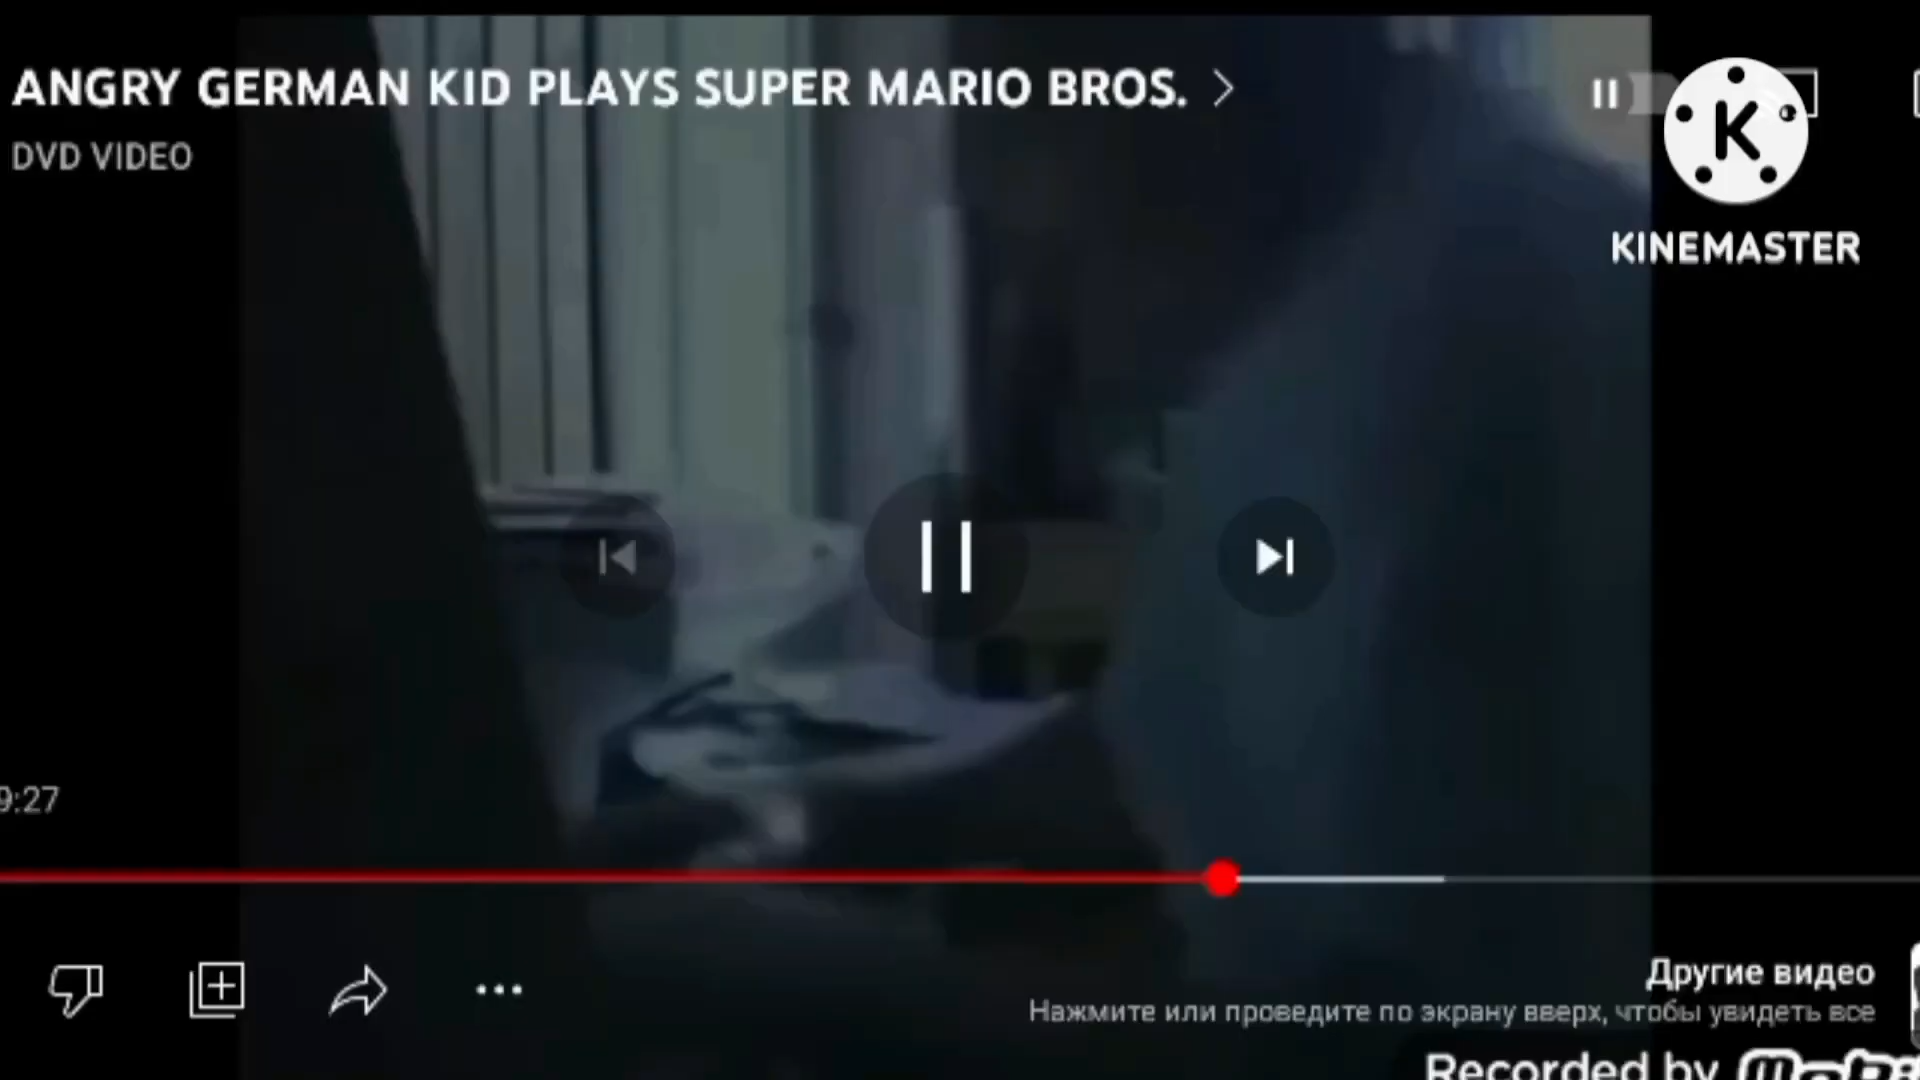 ANGRY GERMAN KID PLAYS SUPER MARIO BROS.
DVD VIDEO
K
KINEMASTER
9:27
Другие видео
Нажмите или проведите по экрану вверх, чтобы увидеть все
Recorded by